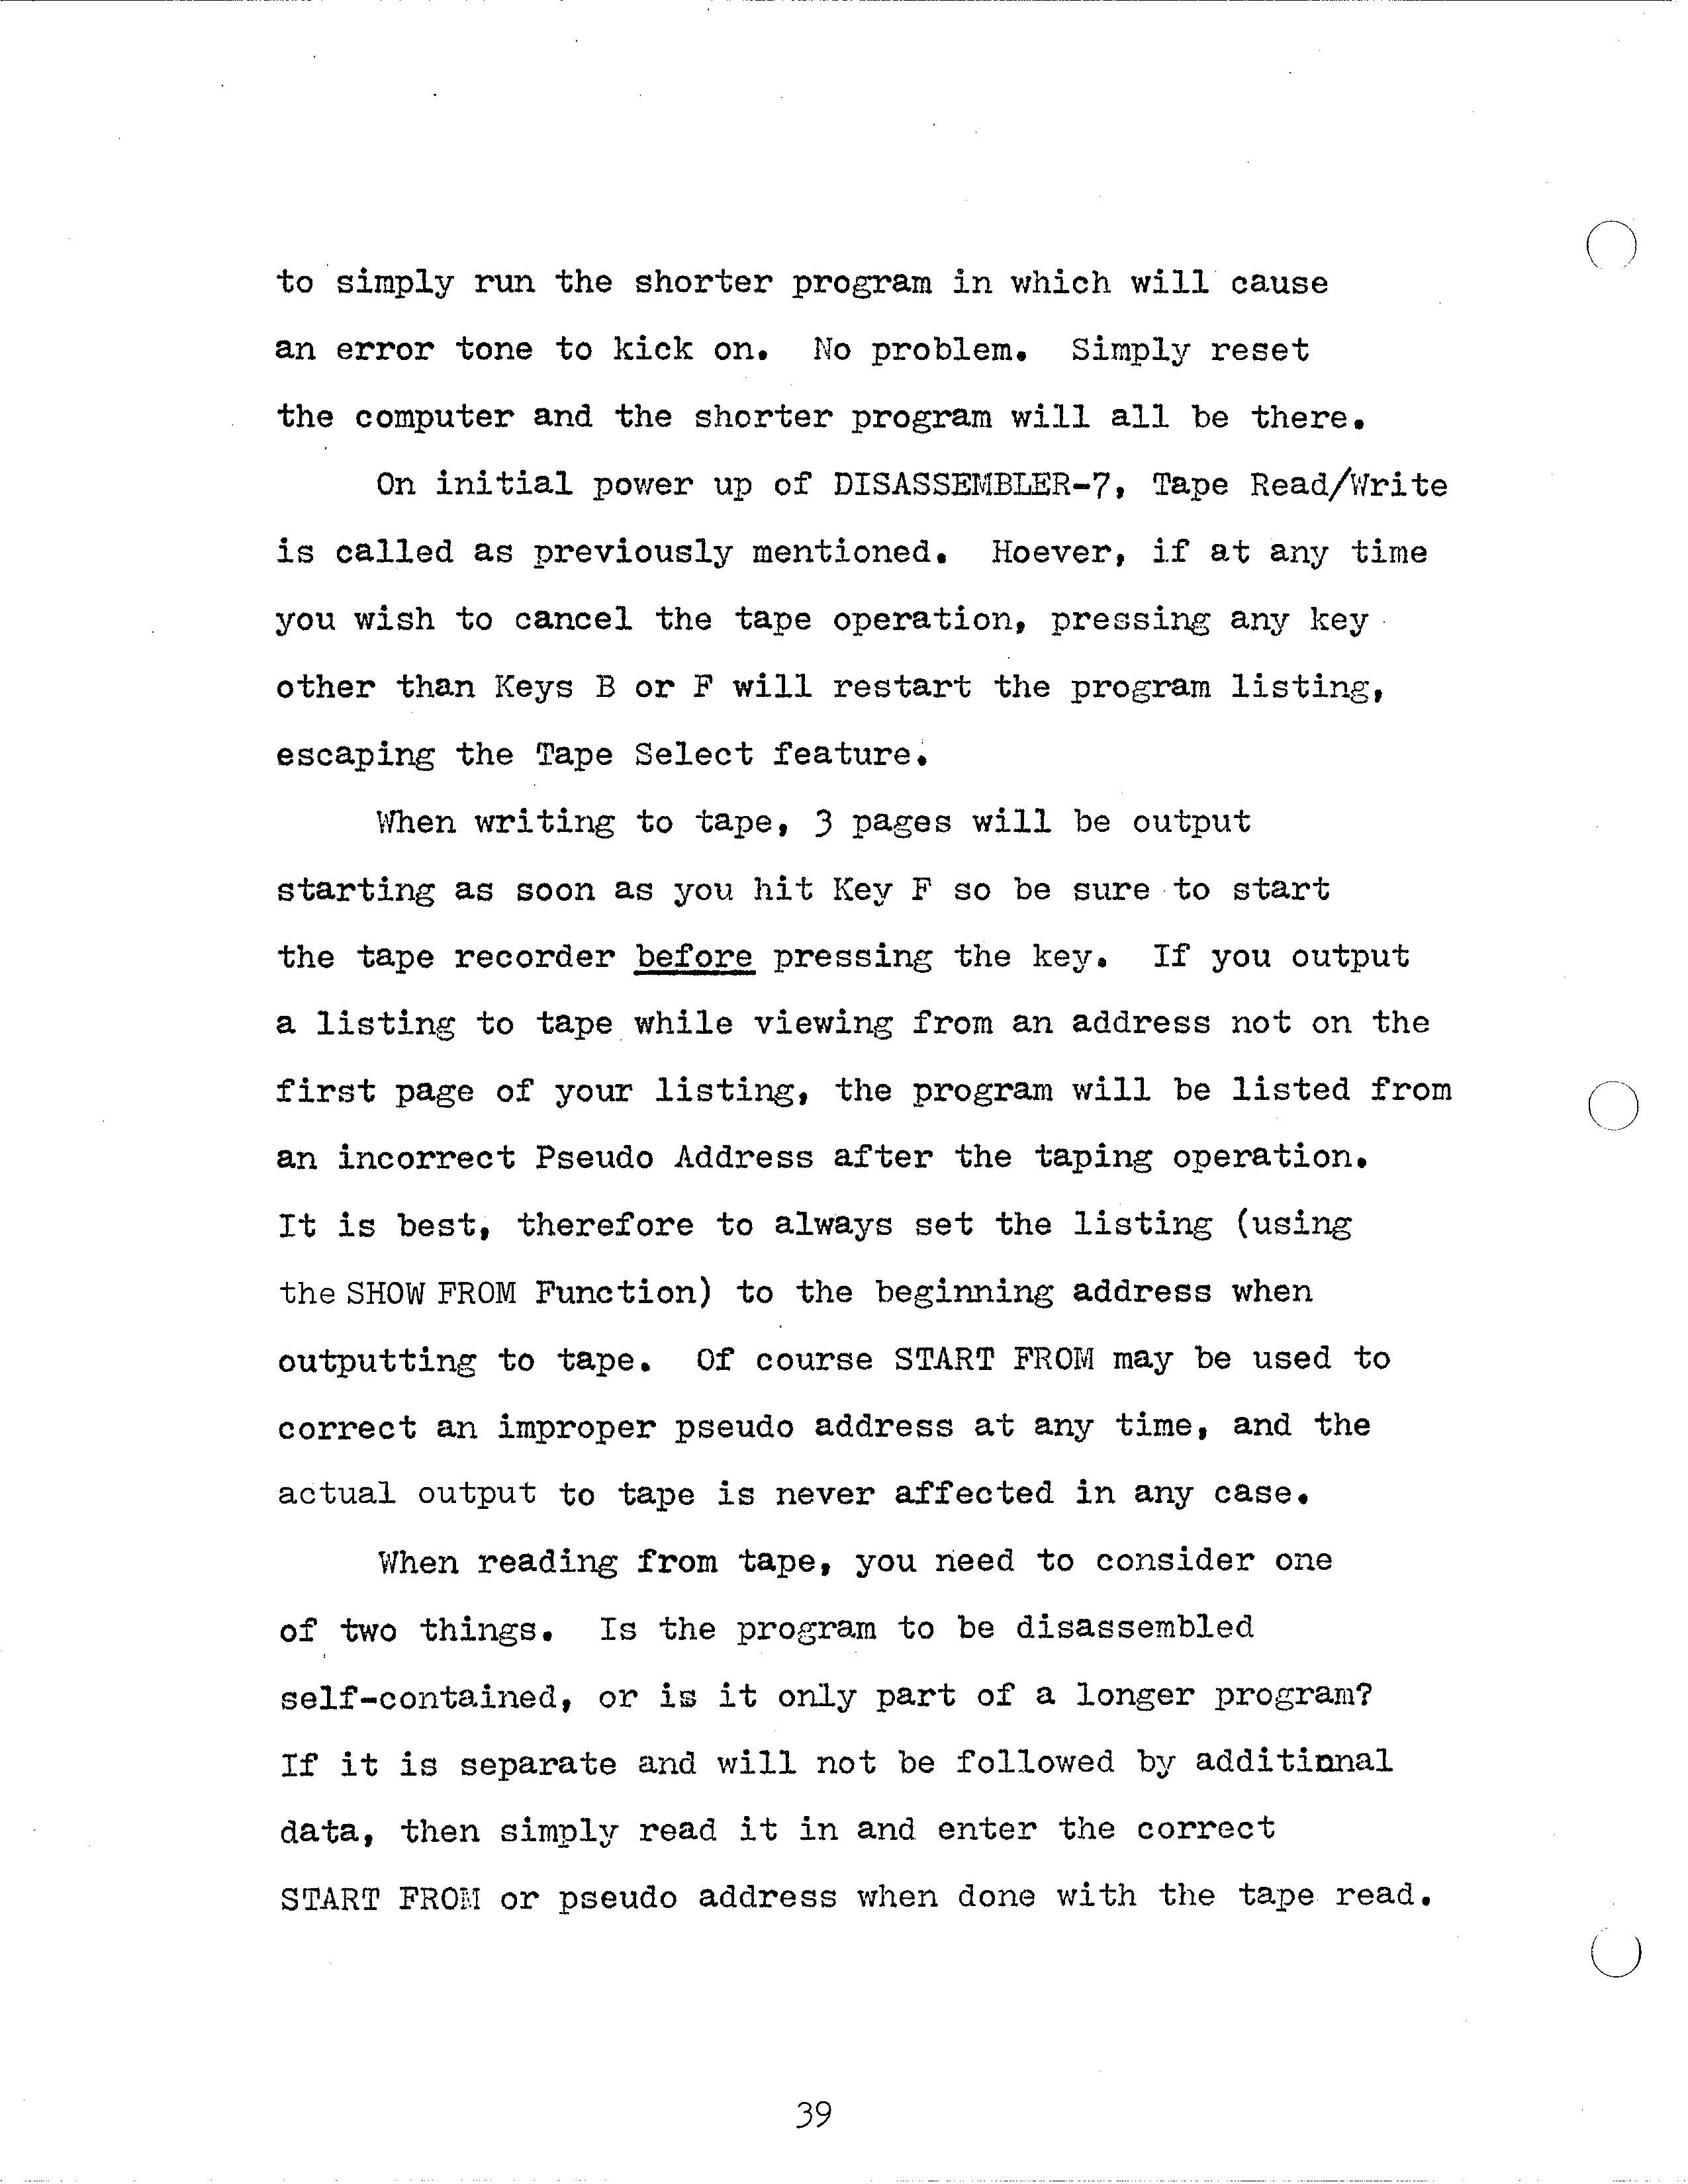 to simply run the shorter program in which will cause
an error tone to kick on.  No problem.  Simply reset
the computer and the shorter program will all be there.
On initial power up of DISASSEMBLER-7, Tape Read/Write
is called as previously mentioned.  Hoever, if at any time
you wish to cancel the tape operation, pressing any key
other than Keys B or F will restart the program listing,
escaping the Tape Select feature.
When writing to tape, 3 pages will be output
starting as soon as you hit Key F so be sure to start
the tape recorder before pressing the key.  If you output
a listing to tape while viewing from an address not on the
first page of your listing, the program will be listed from
an incorrect Pseudo Address after the taping operation.
It is best, therefore to always set the listing (using
the SHOW FROM Function) to the beginning address when
outputting to tape.  Of course START FROM may be used to
correct an improper pseudo address at any time, and the
actual output to tape is never affected in any case.
When reading from tape, you need to consider one
of two things.  Is the program to be disassembled
self-contained, or is it only part of a longer program?
If it is separate and will not be followed by additional
data, then simply read it in and enter the correct
START FROM or pseudo address when done with the tape read.
39